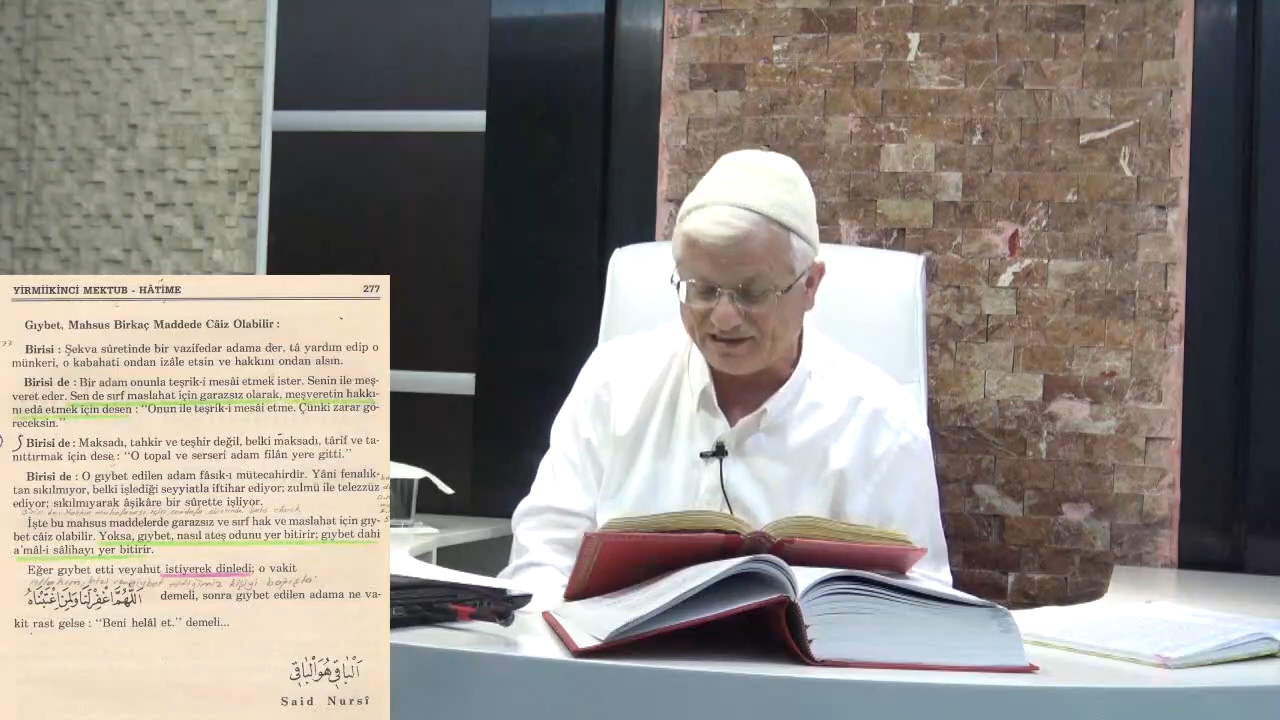 YİRMİİKİNCİ MEKTUB - HÂTİME 277
Gıybet, Mahsus Birkaç Maddede Câiz Olabilir :
Birisi : Şekva sûretinde bir vazifedar adama der, tâ yardım edip o
münkeri, o kabahati ondan izâle etsin ve hakkını ondan alsın.
Birisi de : Bir adam onunla teşrik-i mesâi etmek ister. Senin ile meş-
veret eder. Sen de sırf maslahat için garazsız olarak, meşveretin hakkı-
nı edâ etmek için desen : "Onun ile teşrik-i mesâi etme. Çünki zarar gö-
receksin."
Birisi de : Maksadı, tahkir ve teşhir değil, belki maksadı, târif ve ta-
nıttırmak için dese : "O topal ve serseri adam filân yere gitti."
Birisi de : O gıybet edilen adam fâsık-ı mütecahirdir. Yâni fenalık-
tan sıkılmıyor, belki işlediği seyyiatla iftihar ediyor; zulmü ile telezzüz
ediyor; sıkılmıyarak âşikâre bir sûrette işliyor.
İşte bu mahsus maddelerde garazsız ve sırf hak ve maslahat için gıy-
bet câiz olabilir. Yoksa, gıybet, nasıl ateş odunu yer bitirir; gıybet dahi
a'mâl-i sâlihayı yer bitirir.
Eğer gıybet etti veyahut istiyerek dinledi; o vakit
اَللّٰهُمَّ اغْفِرْلَنَا وَلِمَنِ اغْتَبْنَاهُ demeli, sonra gıybet edilen adama ne va-
kit rast gelse : "Beni helâl et." demeli...
اَلْبَاقِى هُوَ الْبَاقِى
Said Nursî